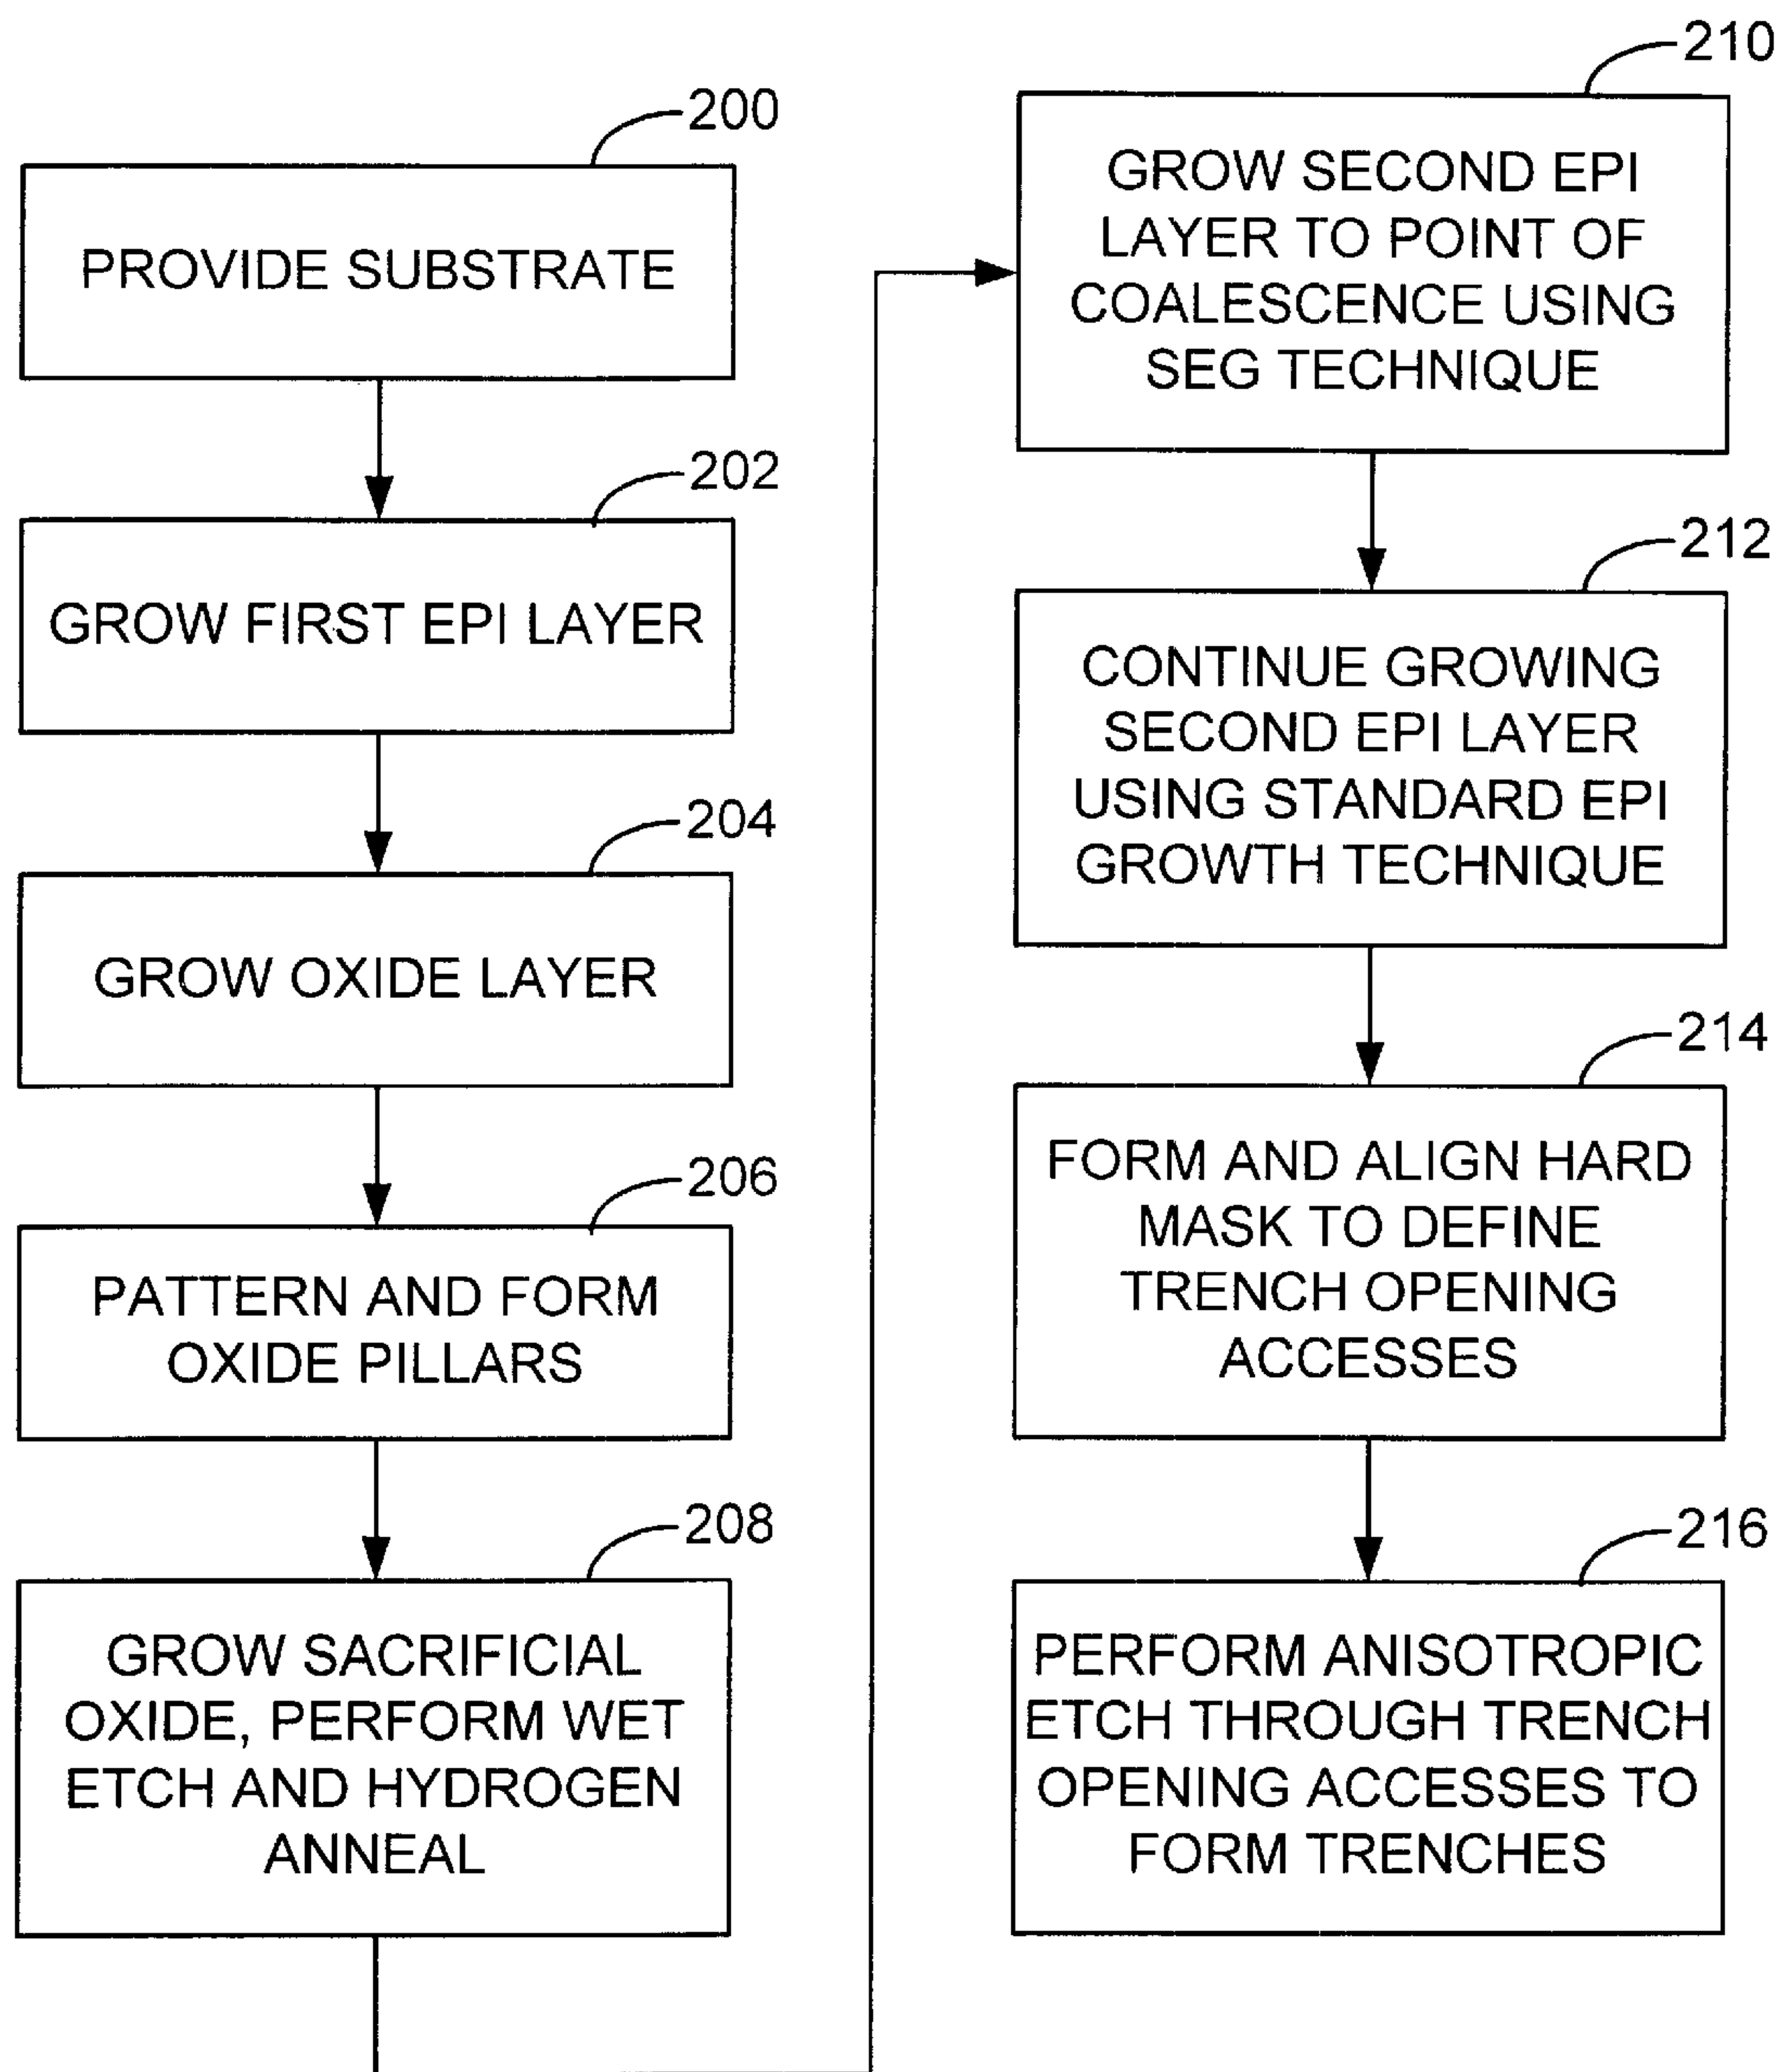 200
PROVIDE SUBSTRATE
202
GROW FIRST EPI LAYER
204
GROW OXIDE LAYER
206
PATTERN AND FORM
OXIDE PILLARS
208
GROW SACRIFICIAL
OXIDE, PERFORM WET
ETCH AND HYDROGEN
ANNEAL
210
GROW SECOND EPI
LAYER TO POINT OF
COALESCENCE USING
SEG TECHNIQUE
212
CONTINUE GROWING
SECOND EPI LAYER
USING STANDARD EPI
GROWTH TECHNIQUE
214
FORM AND ALIGN HARD
MASK TO DEFINE
TRENCH OPENING
ACCESSES
216
PERFORM ANISOTROPIC
ETCH THROUGH TRENCH
OPENING ACCESSES TO
FORM TRENCHES